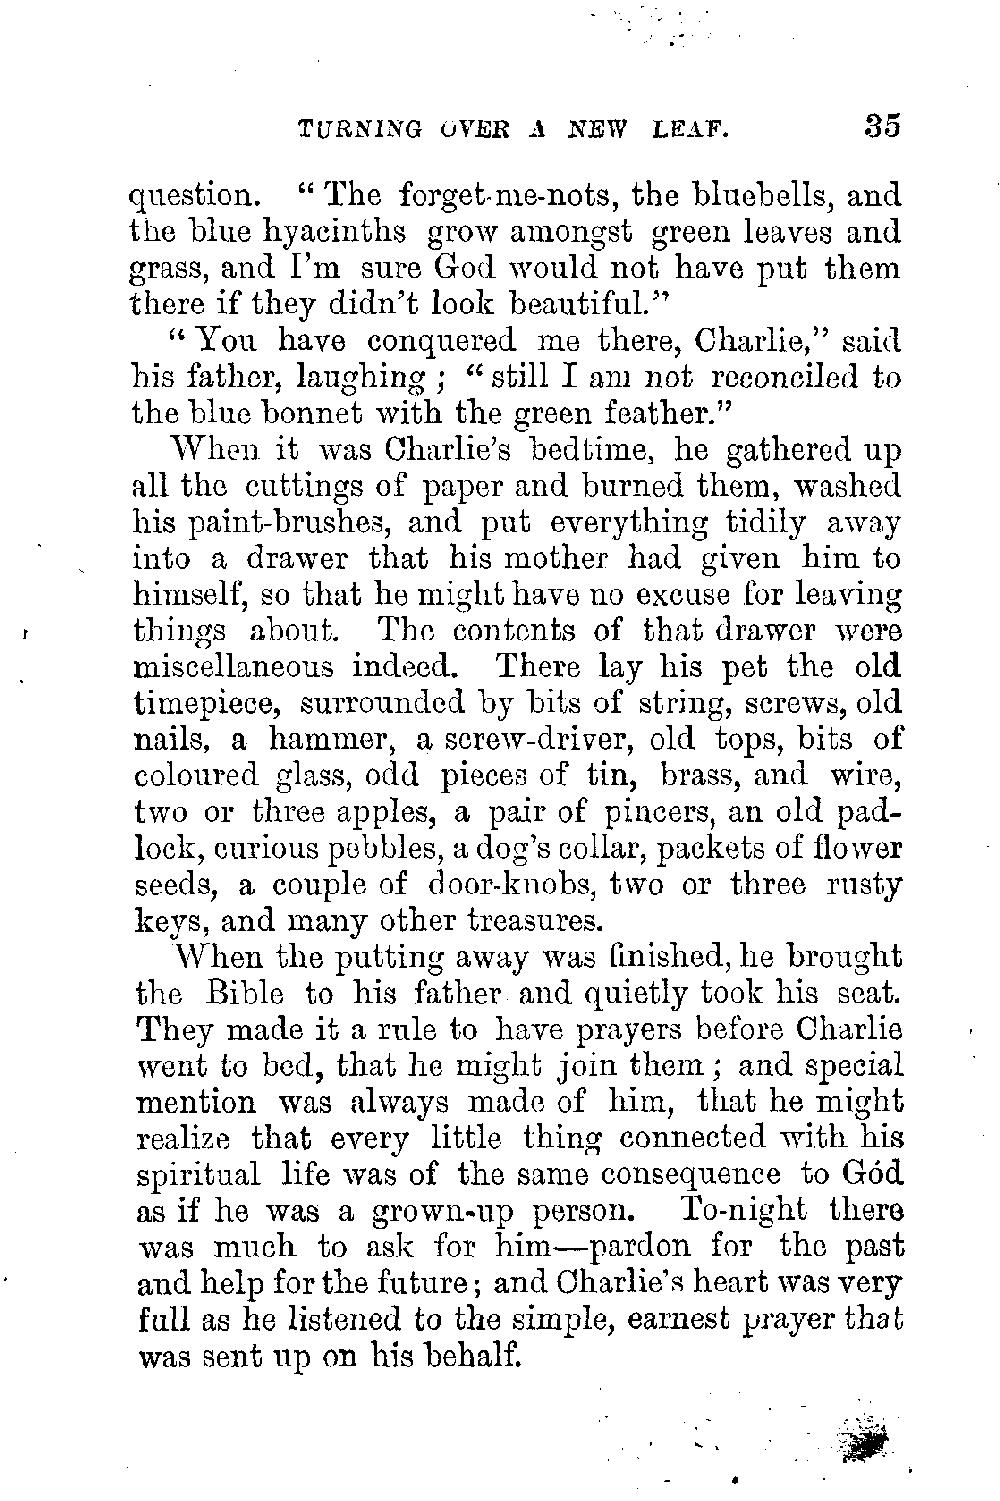 TURNING OVER A NEW LEAF. 35
question. “ The forget-me-nots, the bluebells, and
the blue hyacinths grow amongst green leaves and
grass, and I’m sure God would not have put them
there if they didn’t look beautiful.”
“ You have conquered me there, Charlie,” said
his father, laughing ; “ still I am not reconciled to
the blue bonnet with the green feather.”
When it was Charlie’s bedtime, he gathered up
all the cuttings of paper and burned them, washed
his paint-brushes, and put everything tidily away
into a drawer that his mother had given him to
himself, so that he might have no excuse for leaving
things about. The contents of that drawer were
miscellaneous indeed. There lay his pet the old
timepiece, surrounded by bits of string, screws, old
nails, a hammer, a screw-driver, old tops, bits of
coloured glass, odd pieces of tin, brass, and wire,
two or three apples, a pair of pincers, an old pad-
lock, curious pebbles, a dog’s collar, packets of flower
seeds, a couple of door-knobs, two or three rusty
keys, and many other treasures.
When the putting away was finished, he brought
the Bible to his father and quietly took his seat.
They made it a rule to have prayers before Charlie
went to bed, that he might join them ; and special
mention was always made of him, that he might
realize that every little thing connected with his
spiritual life was of the same consequence to God
as if he was a grown-up person. To-night there
was much to ask for him—pardon for the past
and help for the future ; and Charlie’s heart was very
full as he listened to the simple, earnest prayer that
was sent up on his behalf.